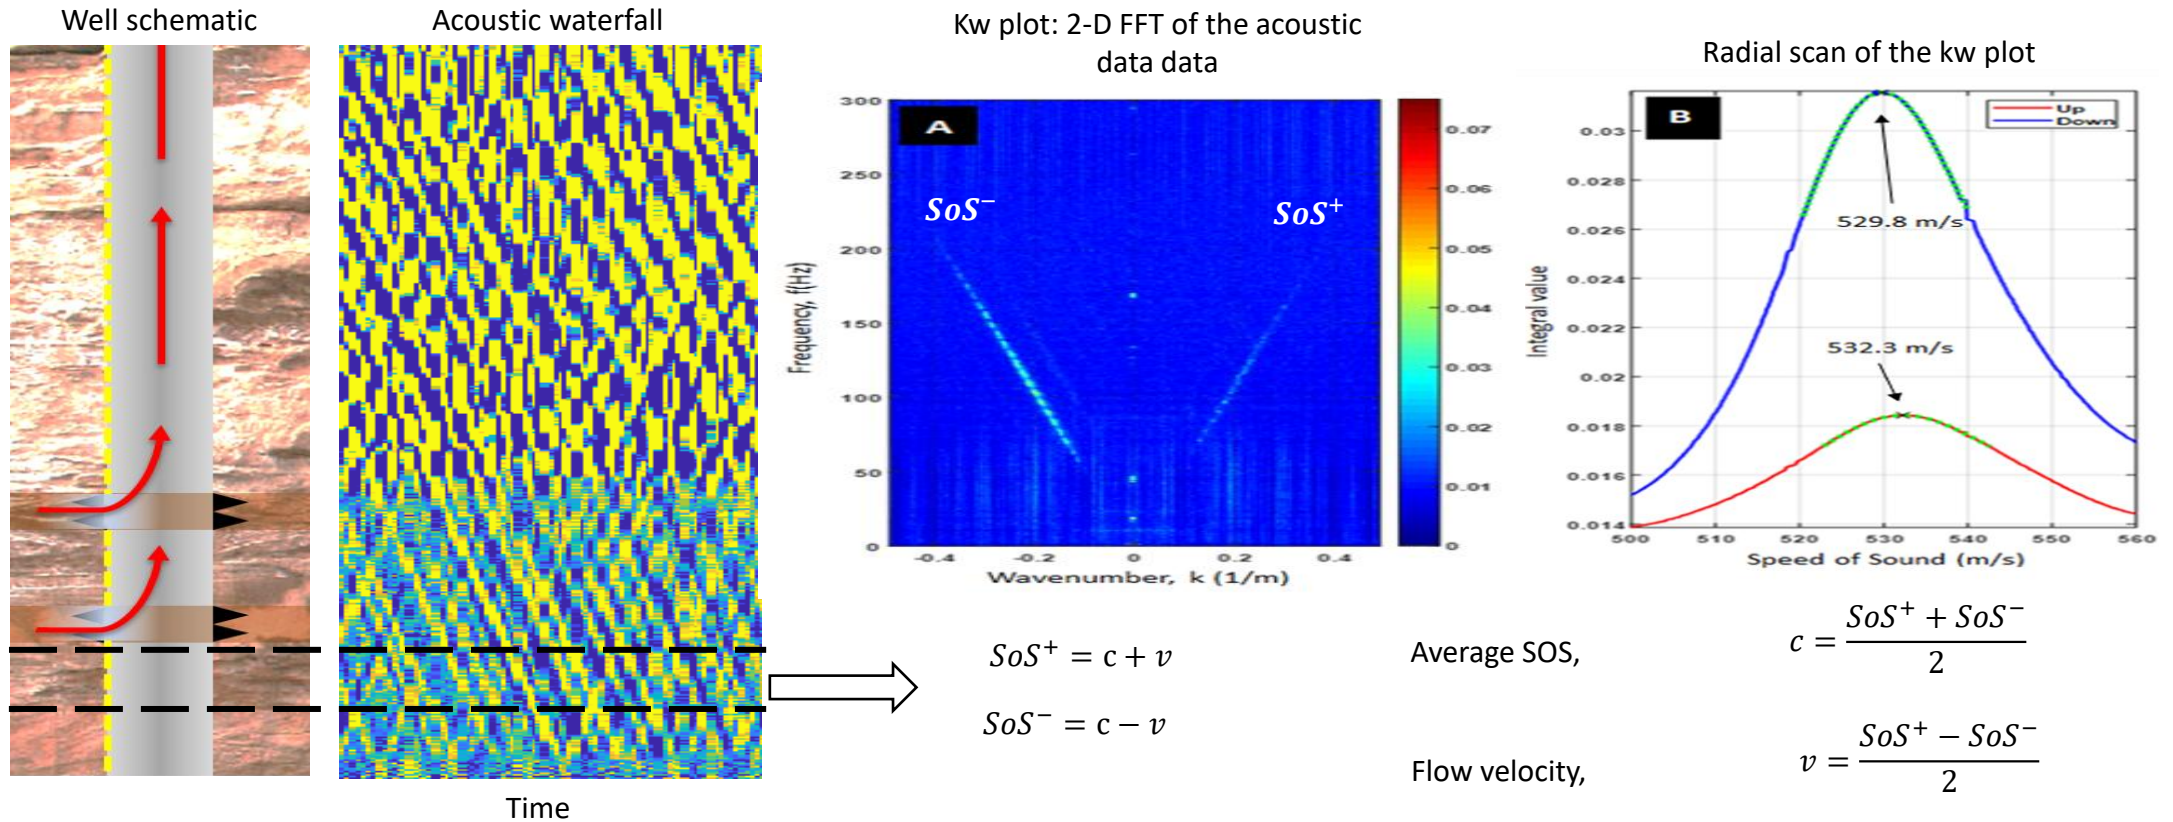 Well schematic
Acoustic waterfall
Time
Kw plot: 2-D FFT of the acoustic
data data
A
SoS⁻
SoS⁺
300
250
200
150
100
50
0
Frequency, f(Hz)
-0.4
-0.2
0
0.2
0.4
Wavenumber, k (1/m)
0.07
0.06
0.05
0.04
0.03
0.02
0.01
0
Radial scan of the kw plot
B
Up
Down
529.8 m/s
532.3 m/s
0.03
0.028
0.026
0.024
0.022
0.02
0.018
0.016
0.014
Integral value
500
510
520
530
540
550
560
Speed of Sound (m/s)
SoS⁺ = c + v
SoS⁻ = c − v
Average SOS, c = (SoS⁺ + SoS⁻)/2
Flow velocity, v = (SoS⁺ − SoS⁻)/2